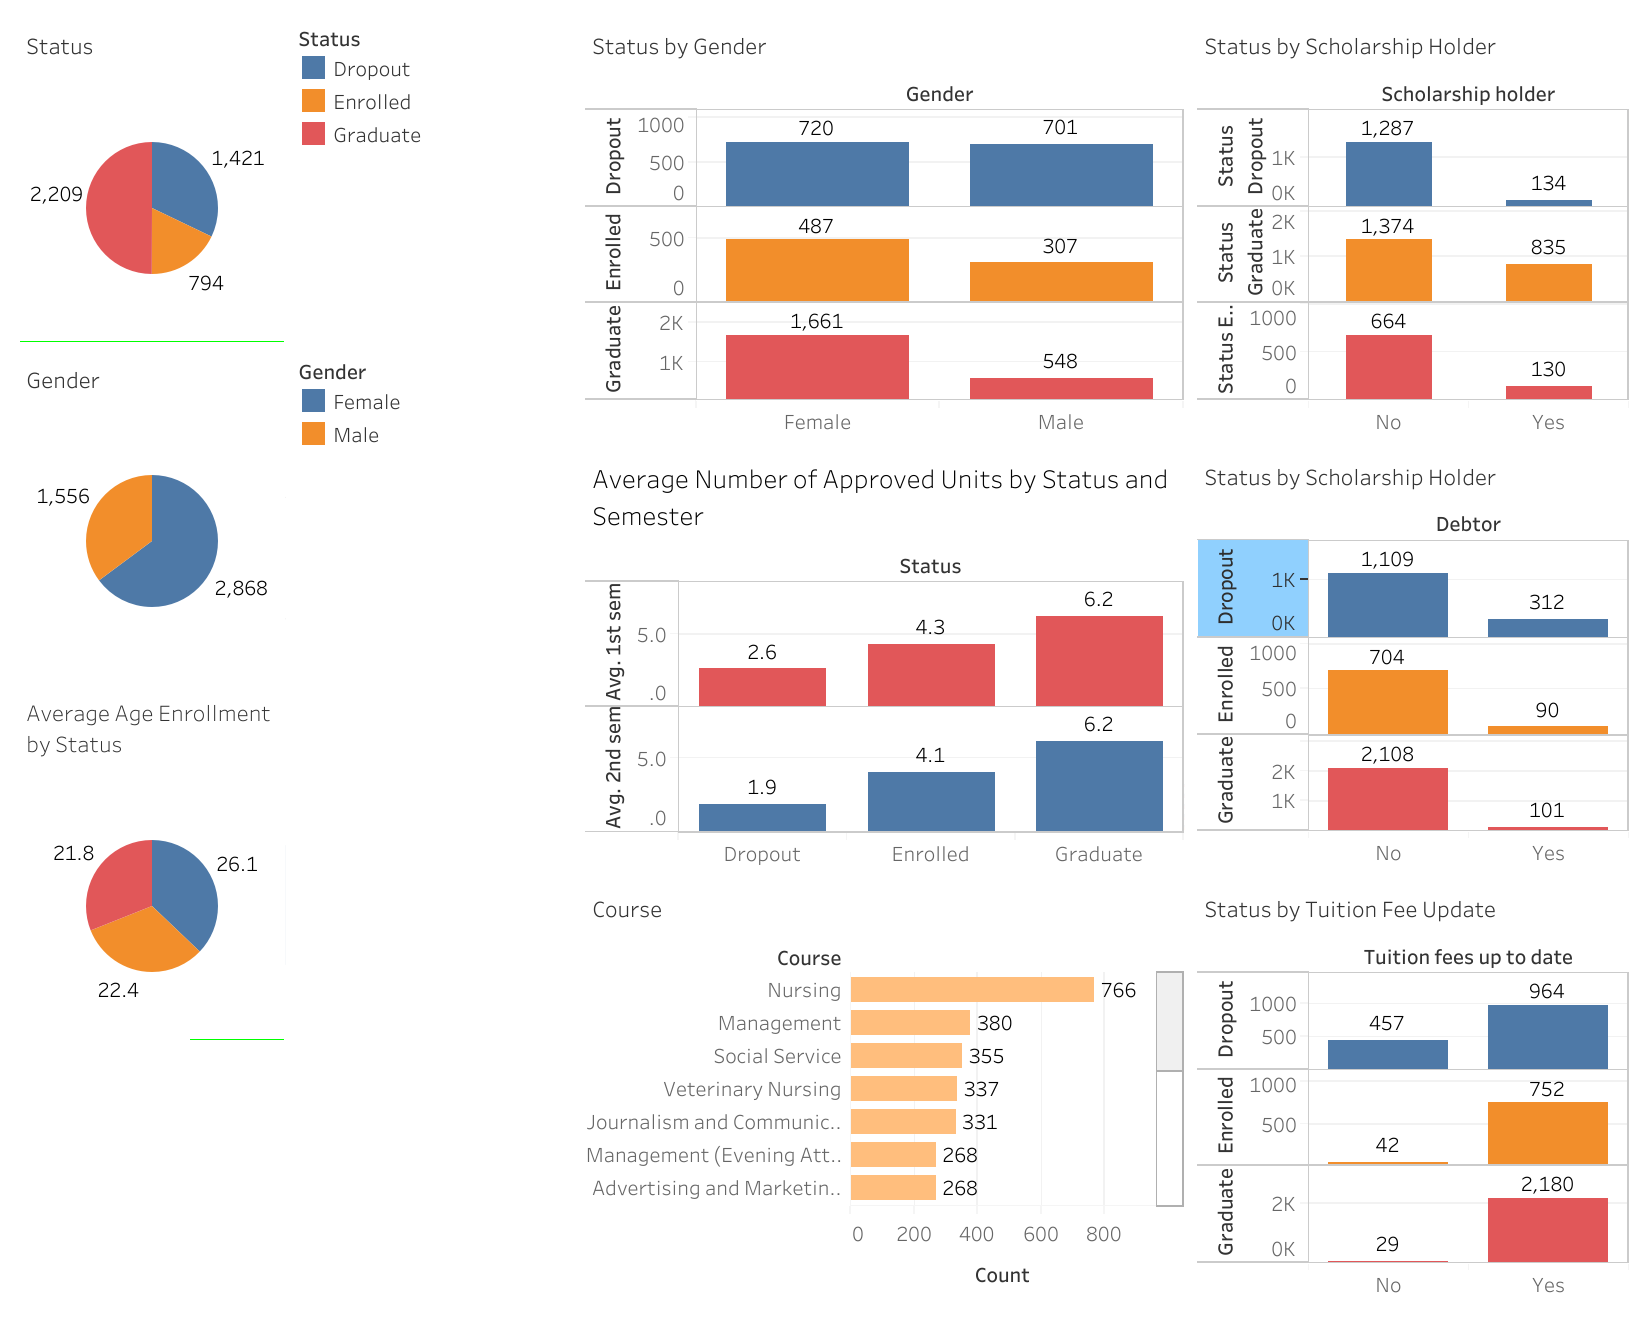 Status
Status
Dropout
Enrolled
Graduate
1,421
2,209
794
Gender
Gender
Female
Male
1,556
2,868
Average Age Enrollment
by Status
21.8
26.1
22.4
Status by Gender
Gender
Dropout
1000
500
0
720
701
Enrolled
500
0
487
307
Graduate
2K
1K
1,661
548
Female
Male
Status by Scholarship Holder
Scholarship holder
Status
Dropout
1K
0K
1,287
134
Status
Graduate
2K
1K
0K
1,374
835
Status E..
1000
500
0
664
130
No
Yes
Average Number of Approved Units by Status and
Semester
Status
Avg. 1st sem
5.0
.0
2.6
4.3
6.2
Avg. 2nd sem
5.0
.0
1.9
4.1
6.2
Dropout
Enrolled
Graduate
Status by Scholarship Holder
Debtor
Dropout
1K
0K
1,109
312
Enrolled
1000
500
0
704
90
Graduate
2K
1K
2,108
101
No
Yes
Course
Course
Nursing
766
Management
380
Social Service
355
Veterinary Nursing
337
Journalism and Communic..
331
Management (Evening Att..
268
Advertising and Marketin..
268
0
200
400
600
800
Count
Status by Tuition Fee Update
Tuition fees up to date
Dropout
1000
500
457
964
Enrolled
1000
500
42
752
Graduate
2K
0K
29
2,180
No
Yes